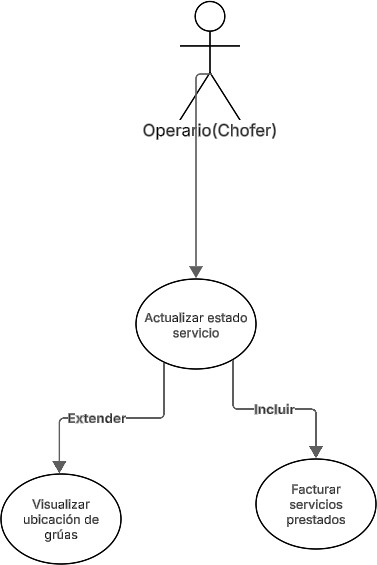 Operario(Chofer)
Actualizar estado
servicio
Extender
Incluir
Visualizar
ubicación de
grúas
Facturar
servicios
prestados